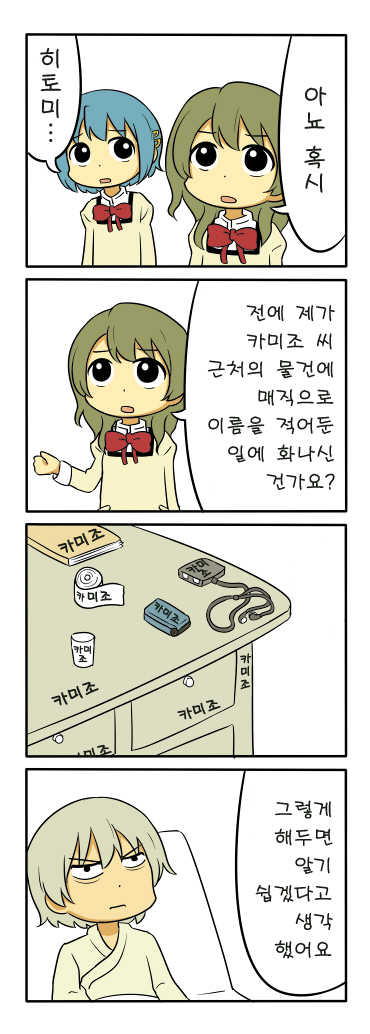 히
토
미
⋮
아
뇨
혹
시
전에 제가
카미조 씨
근처의 물건에
매직으로
이름을 적어둔
일에 화나신
건가요?
카미조
카미
조
카미조
카미조
카미
조
카
미
조
카미조
카미조
카미조
그렇게
해두면
알기
쉽겠다고
생각
했어요